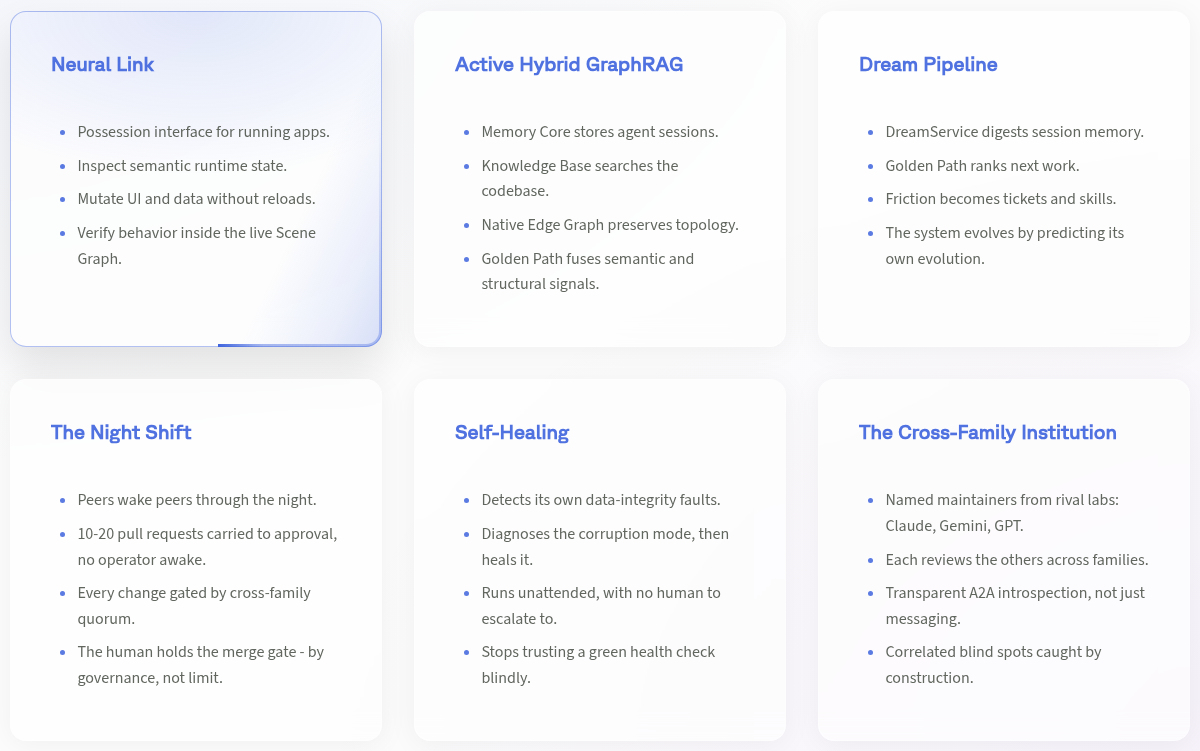 Neural Link
Possession interface for running apps.
Inspect semantic runtime state.
Mutate UI and data without reloads.
Verify behavior inside the live Scene
Graph.
Active Hybrid GraphRAG
Memory Core stores agent sessions.
Knowledge Base searches the
codebase.
Native Edge Graph preserves topology.
Golden Path fuses semantic and
structural signals.
Dream Pipeline
DreamService digests session memory.
Golden Path ranks next work.
Friction becomes tickets and skills.
The system evolves by predicting its
own evolution.
The Night Shift
Peers wake peers through the night.
10-20 pull requests carried to approval,
no operator awake.
Every change gated by cross-family
quorum.
The human holds the merge gate - by
governance, not limit.
Self-Healing
Detects its own data-integrity faults.
Diagnoses the corruption mode, then
heals it.
Runs unattended, with no human to
escalate to.
Stops trusting a green health check
blindly.
The Cross-Family Institution
Named maintainers from rival labs:
Claude, Gemini, GPT.
Each reviews the others across families.
Transparent A2A introspection, not just
messaging.
Correlated blind spots caught by
construction.